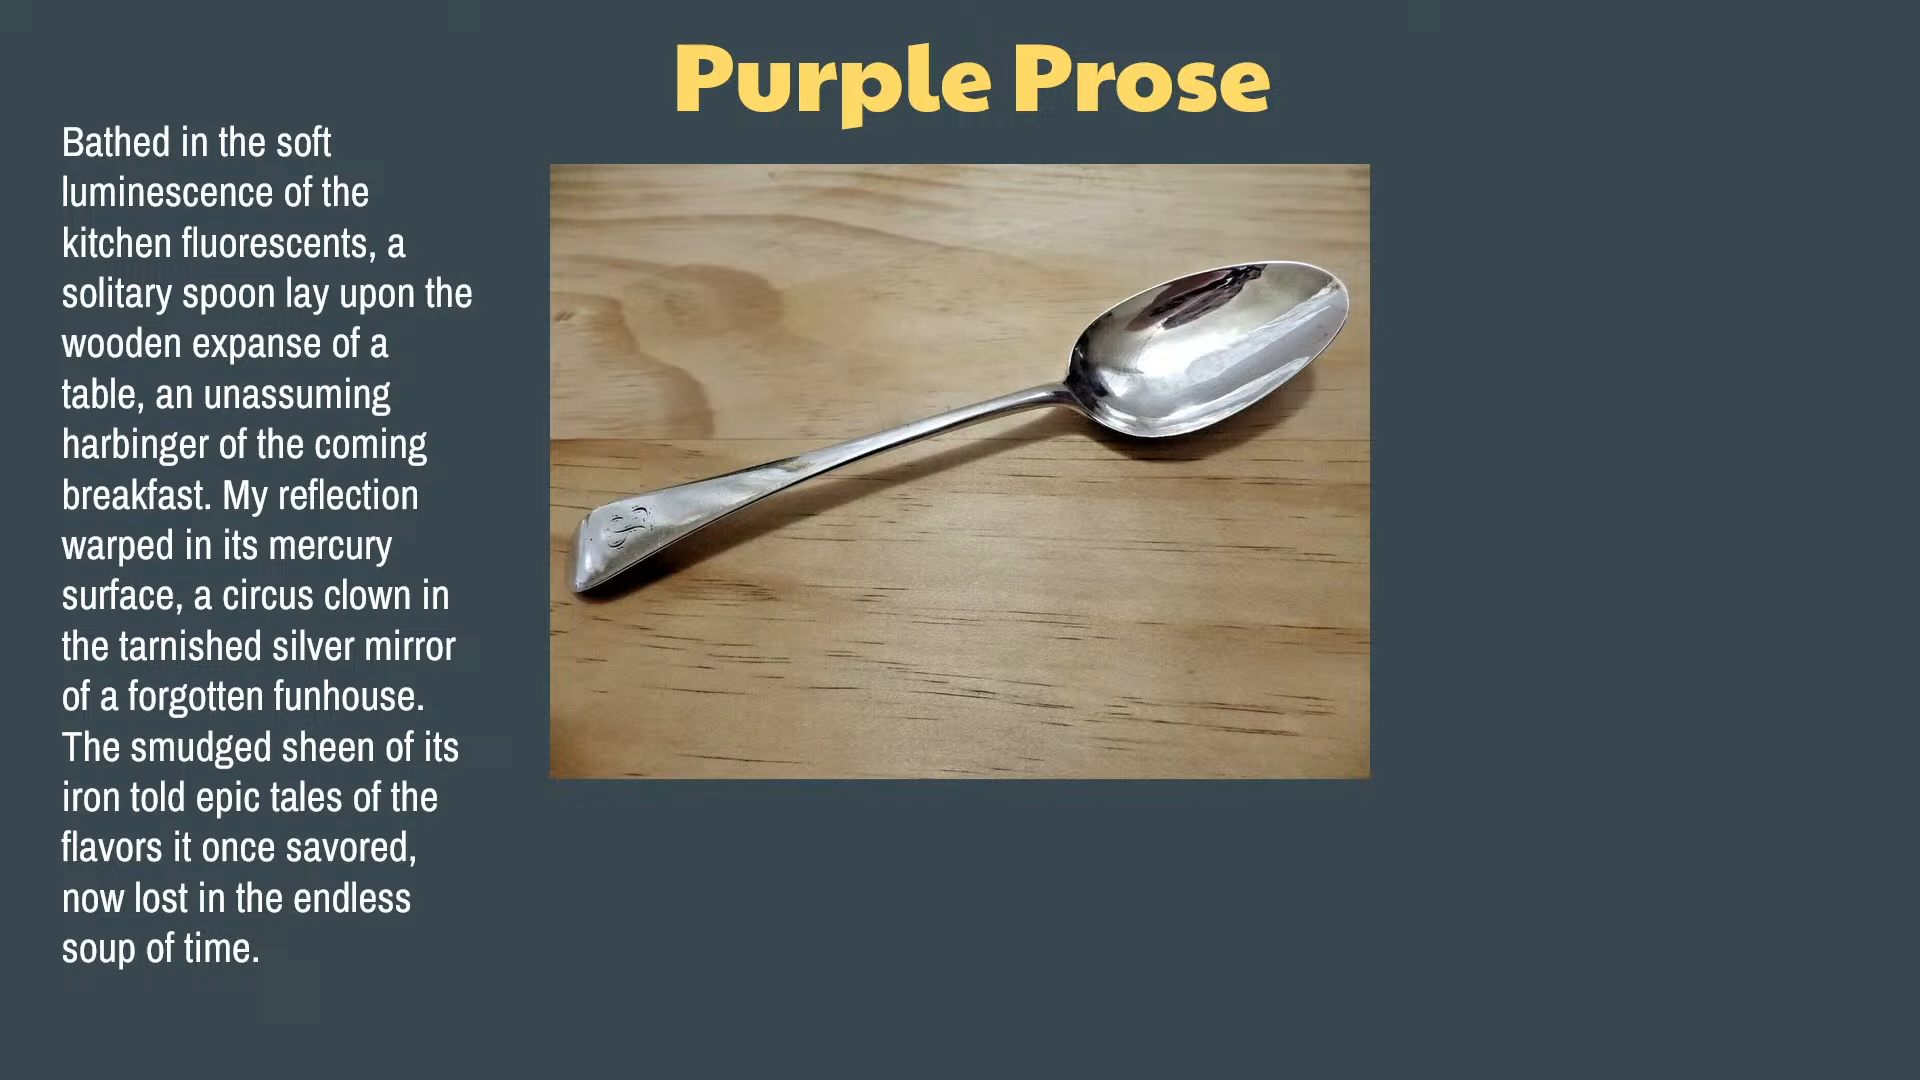 Purple Prose
Bathed in the soft
luminescence of the
kitchen fluorescents, a
solitary spoon lay upon the
wooden expanse of a
table, an unassuming
harbinger of the coming
breakfast. My reflection
warped in its mercury
surface, a circus clown in
the tarnished silver mirror
of a forgotten funhouse.
The smudged sheen of its
iron told epic tales of the
flavors it once savored,
now lost in the endless
soup of time.